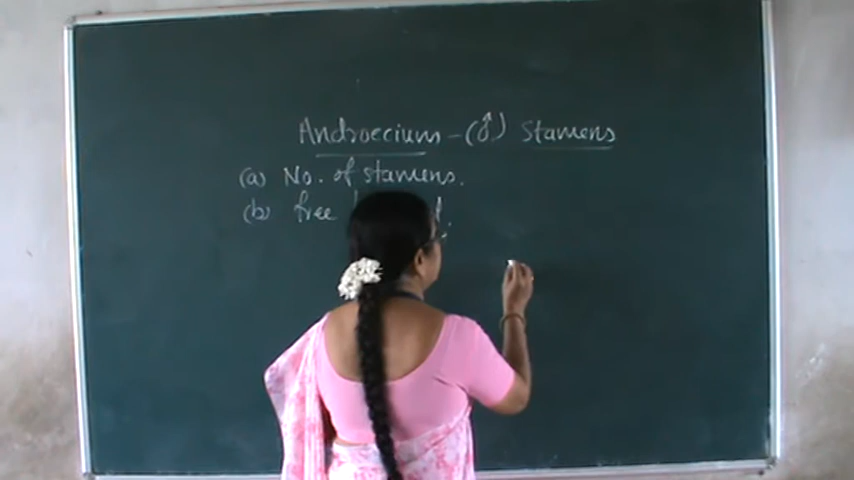 Androecium - (♂) Stamens
(a) No. of stamens.
(b) free